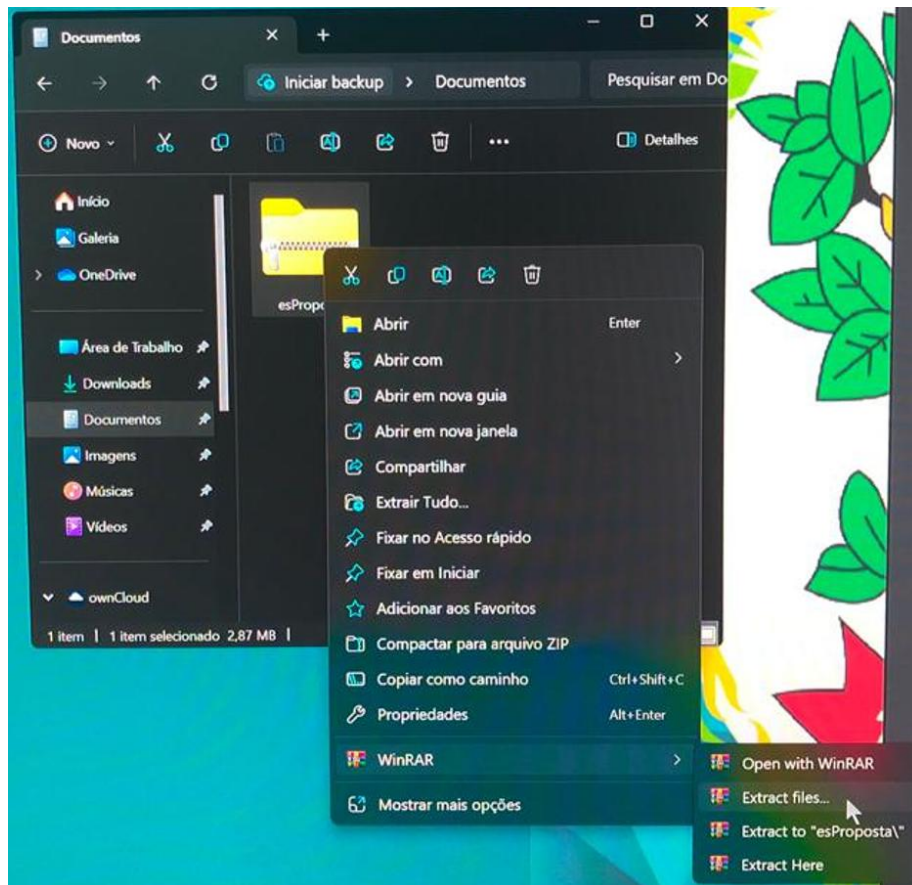 Documentos
Iniciar backup > Documentos
Pesquisar em Do
Novo
Detalhes
Início
Galeria
OneDrive
Área de Trabalho
Downloads
Documentos
Imagens
Músicas
Vídeos
ownCloud
1 item | 1 item selecionado 2,87 MB |
esPropo
Abrir Enter
Abrir com
Abrir em nova guia
Abrir em nova janela
Compartilhar
Extrair Tudo...
Fixar no Acesso rápido
Fixar em Iniciar
Adicionar aos Favoritos
Compactar para arquivo ZIP
Copiar como caminho Ctrl+Shift+C
Propriedades Alt+Enter
WinRAR
Mostrar mais opções
Open with WinRAR
Extract files...
Extract to "esProposta\"
Extract Here